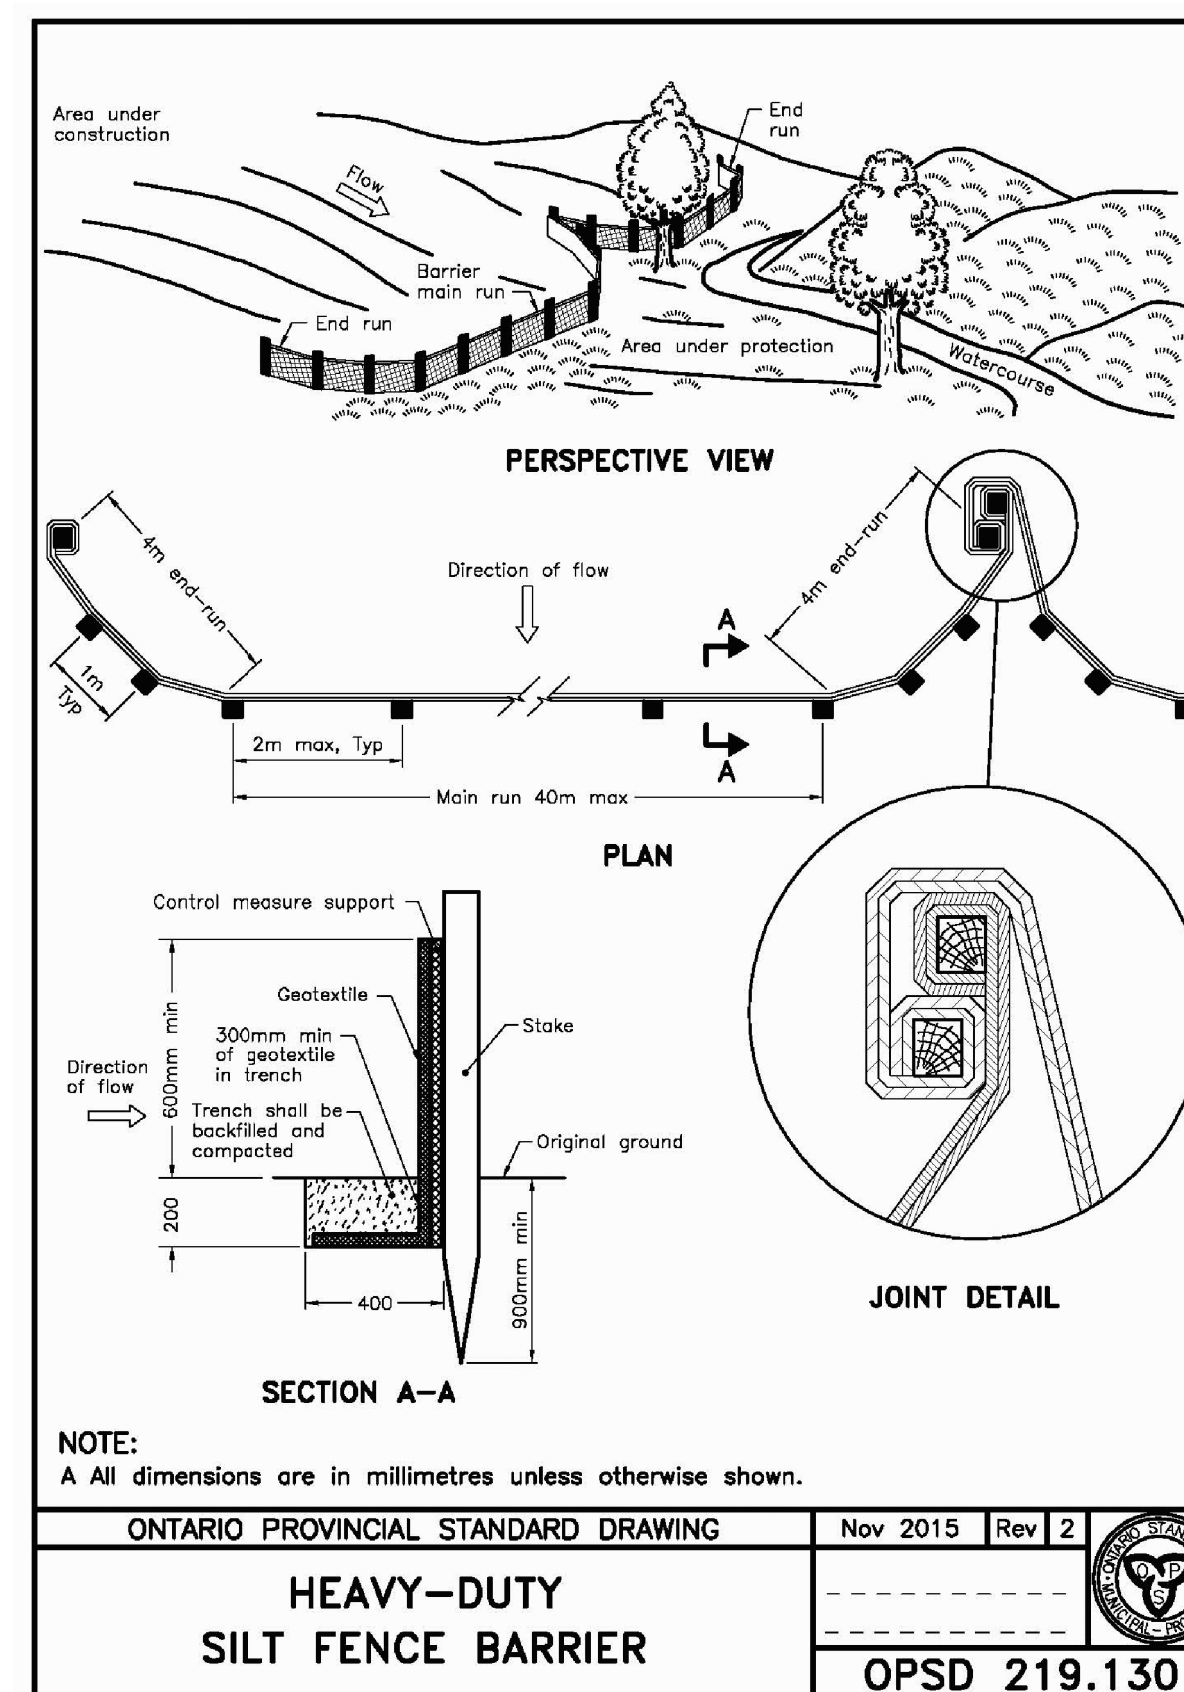 Area under
construction
Flow
End
run
Barrier
main run
End run
Area under protection
Watercourse
PERSPECTIVE VIEW
4m end-run
Direction of flow
4m end-run
A
1m
Typ
2m max, Typ
A
Main run 40m max
PLAN
Control measure support
Geotextile
300mm min
of geotextile
in trench
Stake
Direction
of flow
600mm min
Trench shall be
backfilled and
compacted
Original ground
200
400
900mm min
JOINT DETAIL
SECTION A-A
NOTE:
A All dimensions are in millimetres unless otherwise shown.
ONTARIO PROVINCIAL STANDARD DRAWING
Nov 2015 Rev 2
HEAVY-DUTY
SILT FENCE BARRIER
ONTARIO
MUNICIPAL
O P
S
OPSD 219.130